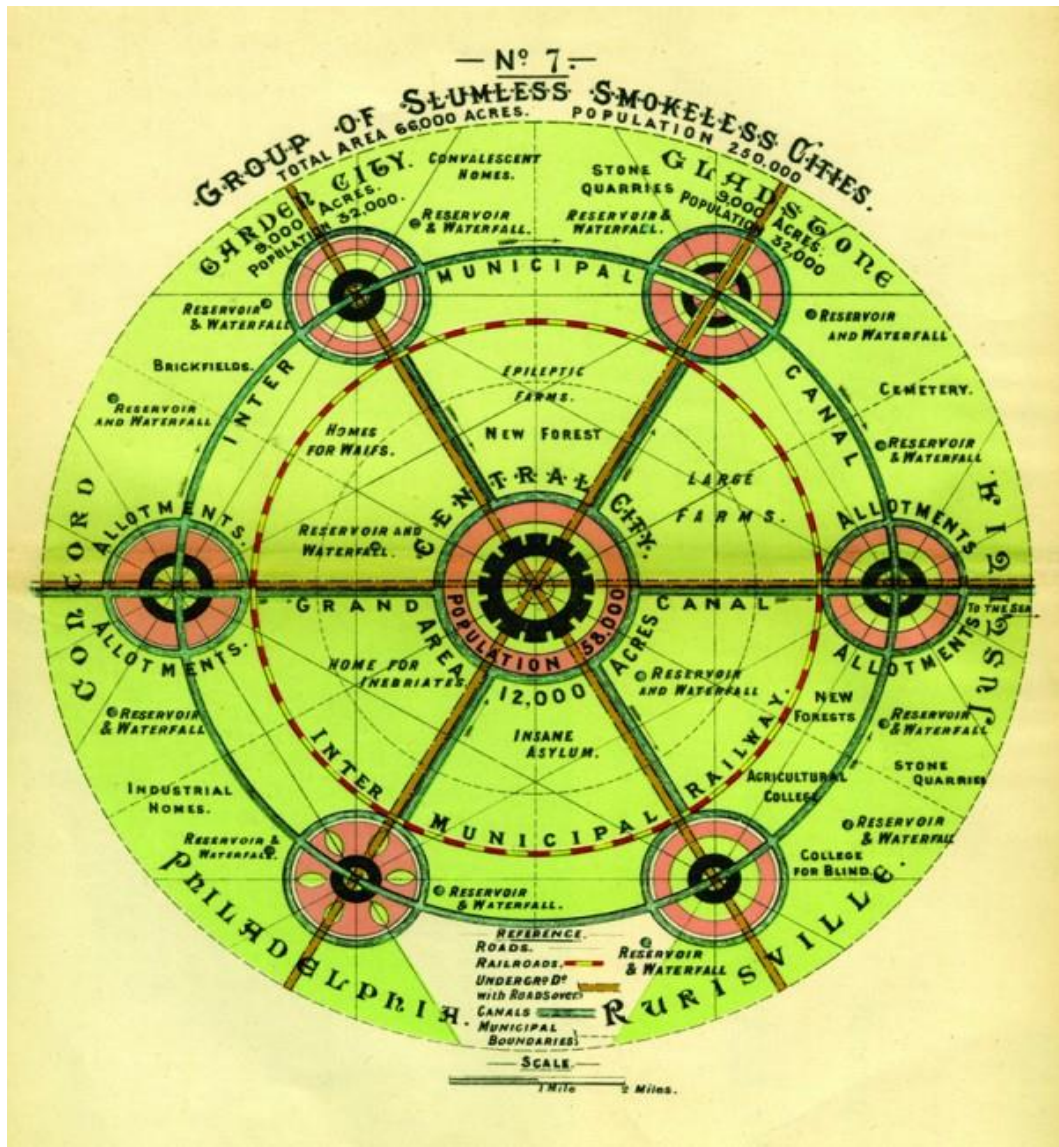 — Nº 7. —
GROUP OF SLUMLESS SMOKELESS CITIES.
TOTAL AREA 66,000 ACRES. POPULATION 250,000
GARDEN CITY.
9,000 ACRES.
POPULATION 32,000.
CONVALESCENT
HOMES.
STONE
QUARRIES
GLADSTONE
9,000 ACRES.
POPULATION 32,000
RESERVOIR
& WATERFALL.
RESERVOIR &
WATERFALL.
RESERVOIR
& WATERFALL
RESERVOIR
AND WATERFALL
INTER MUNICIPAL CANAL
BRICKFIELDS.
EPILEPTIC
FARMS.
CEMETERY.
RESERVOIR
AND WATERFALL
HOMES
FOR WAIFS.
NEW FOREST
RESERVOIR
& WATERFALL
LARGE
FARMS.
CONCORD
ALLOTMENTS.
RESERVOIR AND
WATERFALL.
CENTRAL CITY.
ALLOTMENTS
JUSTITIA
GRAND CANAL
POPULATION 58,000
AREA 12,000 ACRES
TO THE SEA
ALLOTMENTS.
ALLOTMENTS
HOME FOR
INEBRIATES.
RESERVOIR
AND WATERFALL
NEW
FORESTS
RESERVOIR
& WATERFALL
RESERVOIR
& WATERFALL
INSANE
ASYLUM.
STONE
QUARRIES
INTER MUNICIPAL RAILWAY.
AGRICULTURAL
COLLEGE
INDUSTRIAL
HOMES.
RESERVOIR &
WATERFALL.
RESERVOIR
& WATERFALL
COLLEGE
FOR BLIND.
PHILADELPHIA.
RESERVOIR
& WATERFALL.
RURISVILLE.
RESERVOIR
& WATERFALL
REFERENCE.
ROADS.
RAILROADS.
UNDERGRD Dº
with ROADS over
CANALS
MUNICIPAL
BOUNDARIES
— SCALE. —
1 Mile 2 Miles.